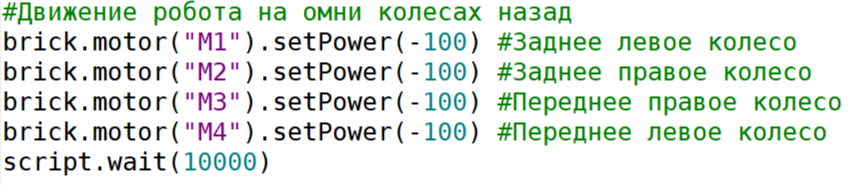 #Движение робота на омни колесах назад
brick.motor("M1").setPower(-100) #Заднее левое колесо
brick.motor("M2").setPower(-100) #Заднее правое колесо
brick.motor("M3").setPower(-100) #Переднее правое колесо
brick.motor("M4").setPower(-100) #Переднее левое колесо
script.wait(10000)